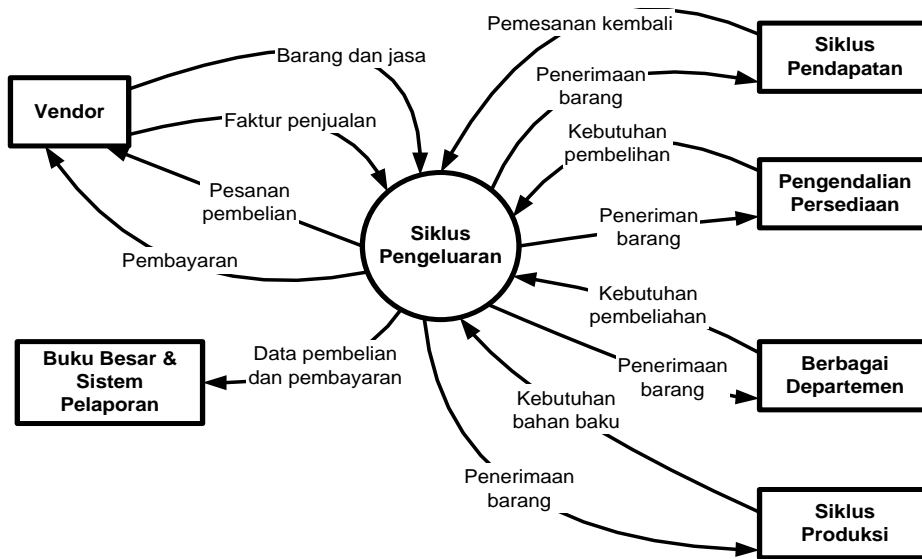 Pemesanan kembali
Siklus
Pendapatan
Barang dan jasa
Penerimaan
barang
Vendor
Faktur penjualan
Kebutuhan
pembelihan
Pengendalian
Persediaan
Pesanan
pembelian
Siklus
Pengeluaran
Peneriman
barang
Pembayaran
Kebutuhan
pembeliahan
Buku Besar &
Sistem
Pelaporan
Data pembelian
dan pembayaran
Penerimaan
barang
Berbagai
Departemen
Kebutuhan
bahan baku
Penerimaan
barang
Siklus
Produksi